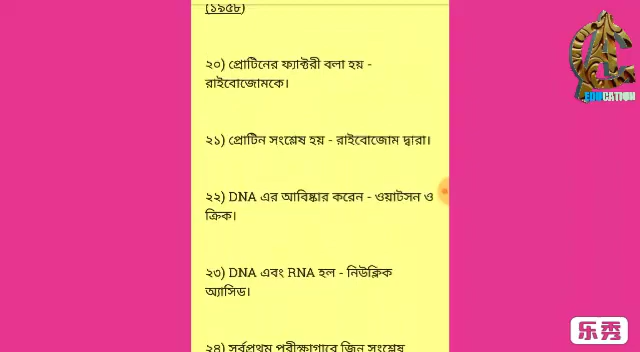 (১৯৫৮)
২০) প্রোটিনের ফ্যাক্টরী বলা হয় -
রাইবোজোমকে।
২১) প্রোটিন সংশ্লেষ হয় - রাইবোজোম দ্বারা।
২২) DNA এর আবিষ্কার করেন - ওয়াটসন ও
ক্রিক।
২৩) DNA এবং RNA হল - নিউক্লিক
অ্যাসিড।
২৪) সর্বপ্রথম পরীক্ষাগারে জিন সংশ্লেষ
EDUCATION
乐秀